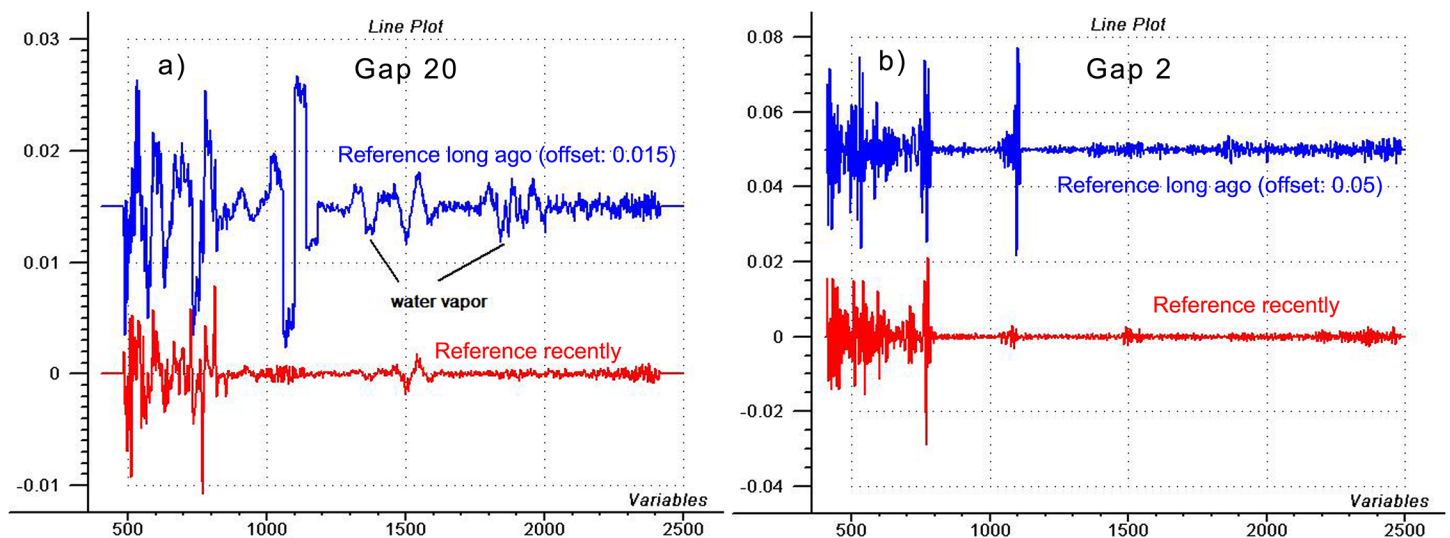 Line Plot
0.03
a)
Gap 20
0.02
Reference long ago (offset: 0.015)
0.01
water vapor
Reference recently
0
-0.01
Variables
500 1000 1500 2000 2500
Line Plot
0.08
b)
Gap 2
0.06
0.04
Reference long ago (offset: 0.05)
0.02
Reference recently
0
-0.02
-0.04
Variables
500 1000 1500 2000 2500